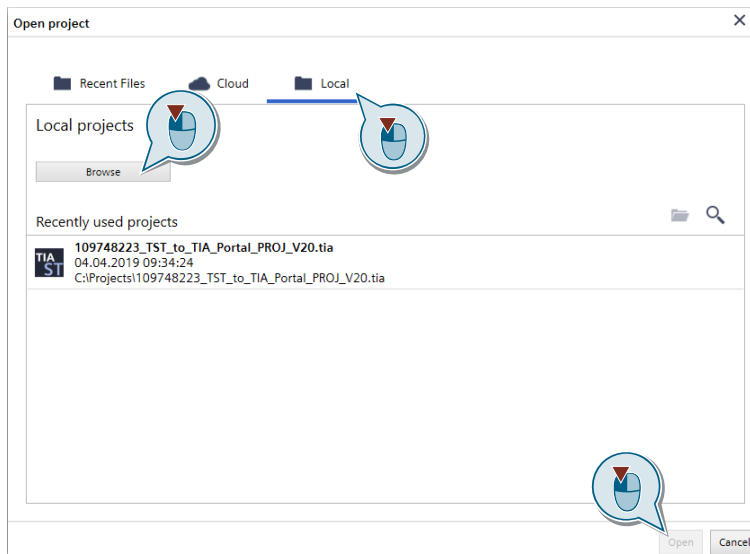 Open project
Recent Files
Cloud
Local
Local projects
Browse
Recently used projects
TIA
ST
109748223_TST_to_TIA_Portal_PROJ_V20.tia
04.04.2019 09:34:24
C:\Projects\109748223_TST_to_TIA_Portal_PROJ_V20.tia
Open
Cancel